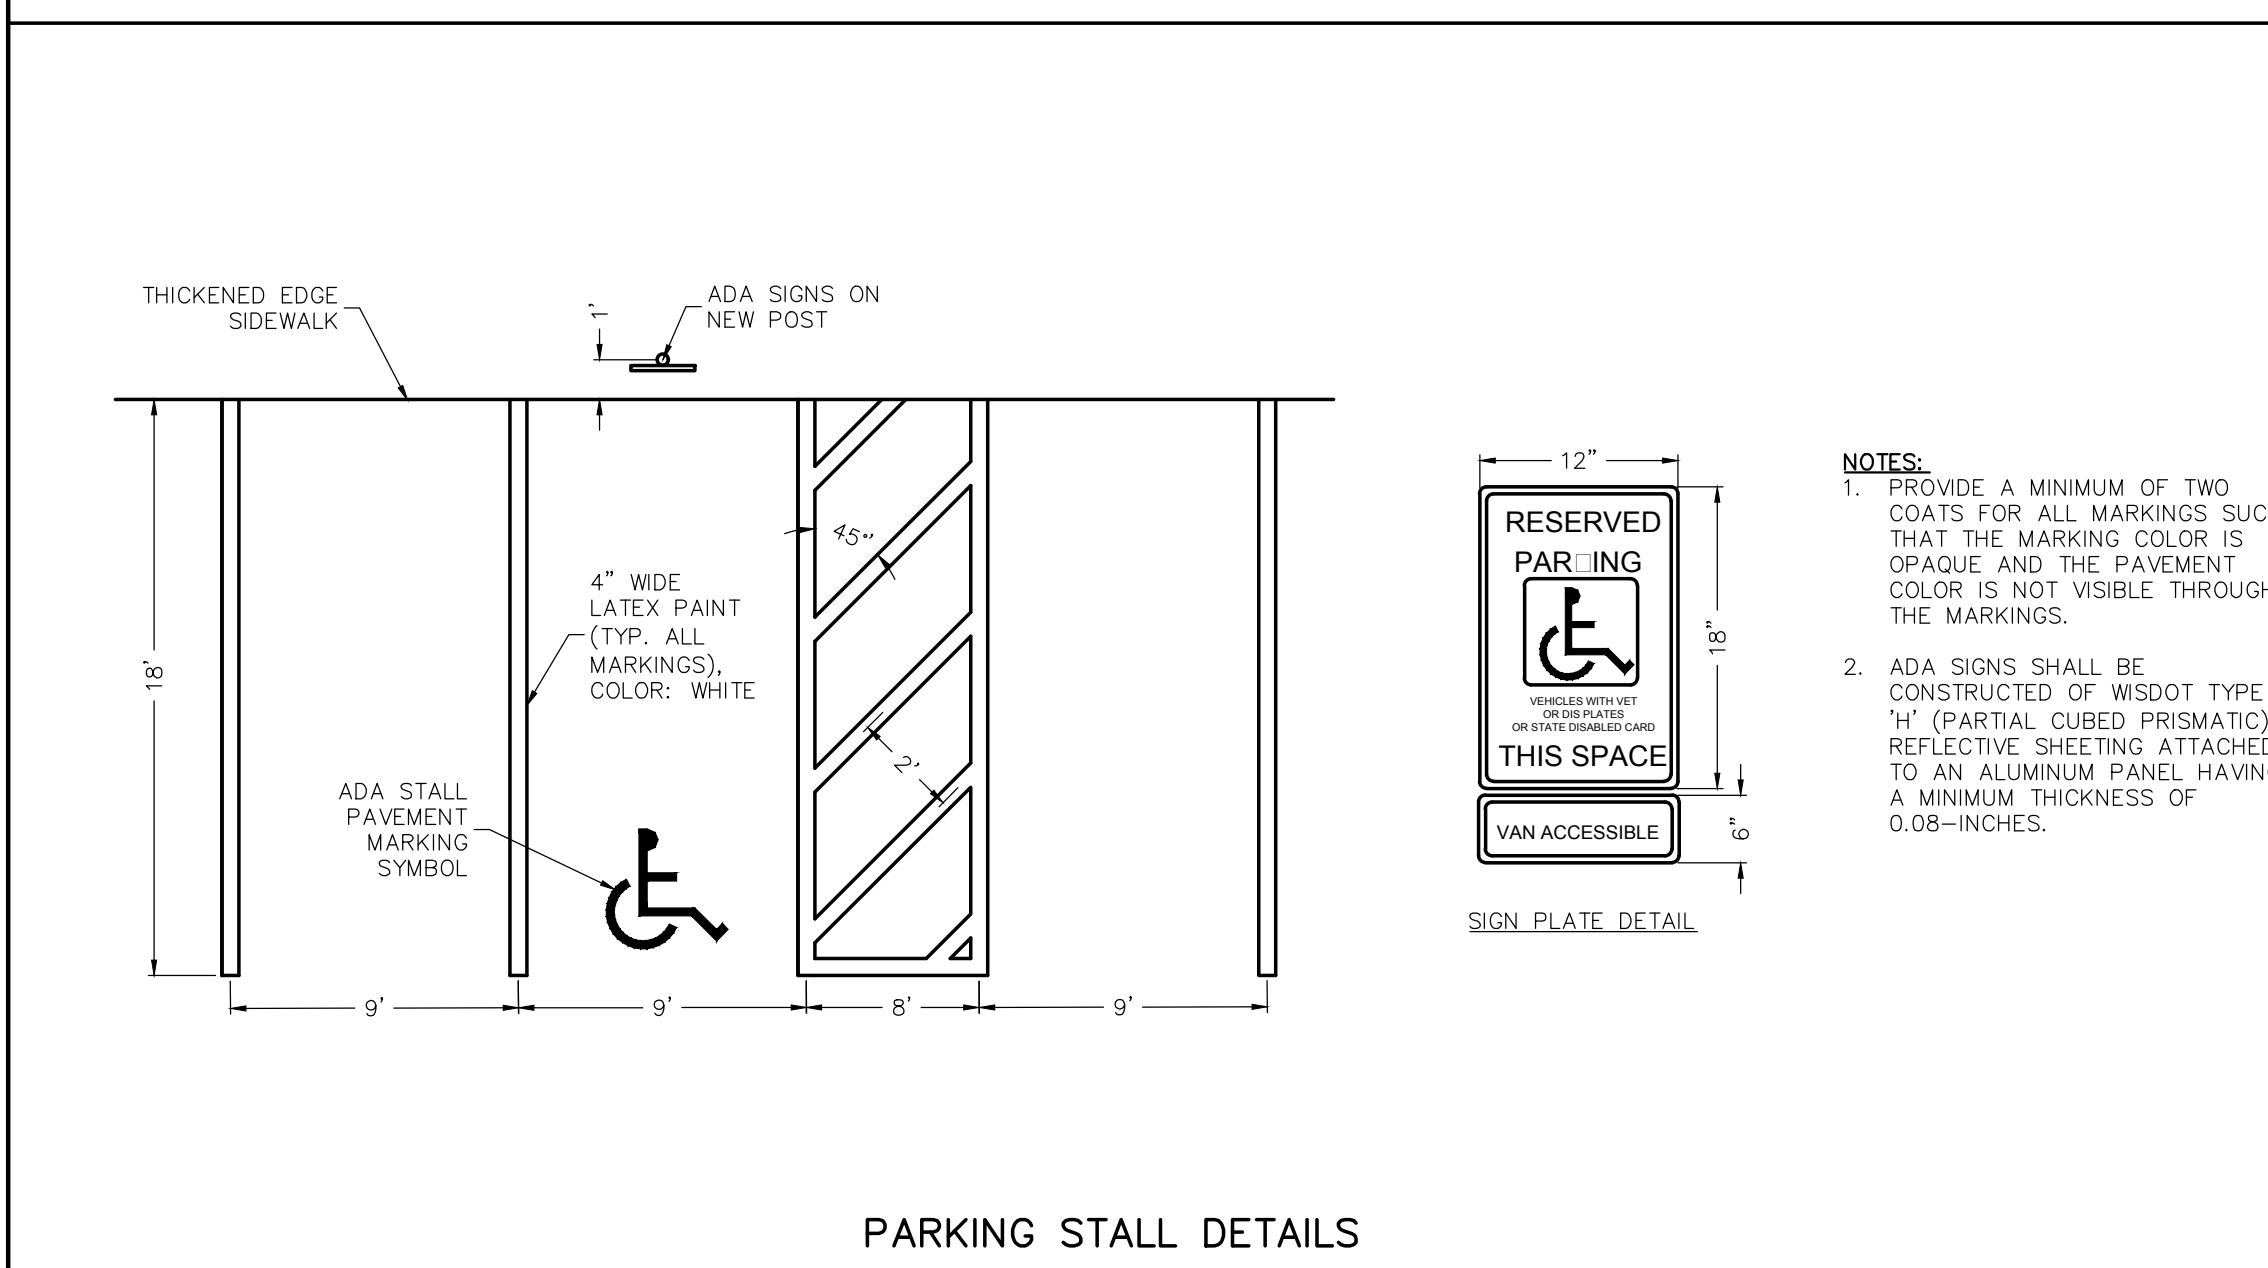 THICKENED EDGE
SIDEWALK
1'
ADA SIGNS ON
NEW POST
18'
45°
4" WIDE
LATEX PAINT
(TYP. ALL
MARKINGS),
COLOR: WHITE
2'
ADA STALL
PAVEMENT
MARKING
SYMBOL
9'
9'
8'
9'
12"
RESERVED
PAR□ING
VEHICLES WITH VET
OR DIS PLATES
OR STATE DISABLED CARD
THIS SPACE
18"
VAN ACCESSIBLE
6"
SIGN PLATE DETAIL
NOTES:
1. PROVIDE A MINIMUM OF TWO
COATS FOR ALL MARKINGS SUC
THAT THE MARKING COLOR IS
OPAQUE AND THE PAVEMENT
COLOR IS NOT VISIBLE THROUGH
THE MARKINGS.
2. ADA SIGNS SHALL BE
CONSTRUCTED OF WISDOT TYPE
'H' (PARTIAL CUBED PRISMATIC)
REFLECTIVE SHEETING ATTACHED
TO AN ALUMINUM PANEL HAVING
A MINIMUM THICKNESS OF
0.08-INCHES.
PARKING STALL DETAILS